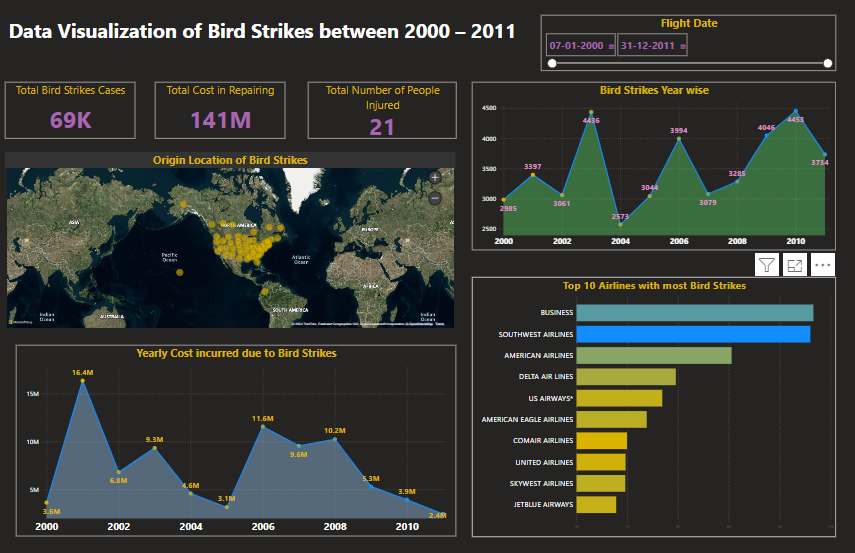 Data Visualization of Bird Strikes between 2000 – 2011
Flight Date
07-01-2000
31-12-2011
Total Bird Strikes Cases
69K
Total Cost in Repairing
141M
Total Number of People
Injured
21
Bird Strikes Year wise
4500
4000
3500
3000
2500
2985
3397
3061
4436
2573
3044
3994
3079
3285
4046
4453
3734
2000
2002
2004
2006
2008
2010
Origin Location of Bird Strikes
NORTH AMERICA
ASIA
EUROPE
Pacific
Ocean
Atlantic
Ocean
AFRICA
SOUTH AMERICA
Indian
Ocean
AUSTRALIA
Indian
Ocean
Top 10 Airlines with most Bird Strikes
BUSINESS
SOUTHWEST AIRLINES
AMERICAN AIRLINES
DELTA AIR LINES
US AIRWAYS*
AMERICAN EAGLE AIRLINES
COMAIR AIRLINES
UNITED AIRLINES
SKYWEST AIRLINES
JETBLUE AIRWAYS
Yearly Cost incurred due to Bird Strikes
15M
10M
5M
3.6M
16.4M
6.8M
9.3M
4.6M
3.1M
11.6M
9.6M
10.2M
5.3M
3.9M
2.4M
2000
2002
2004
2006
2008
2010